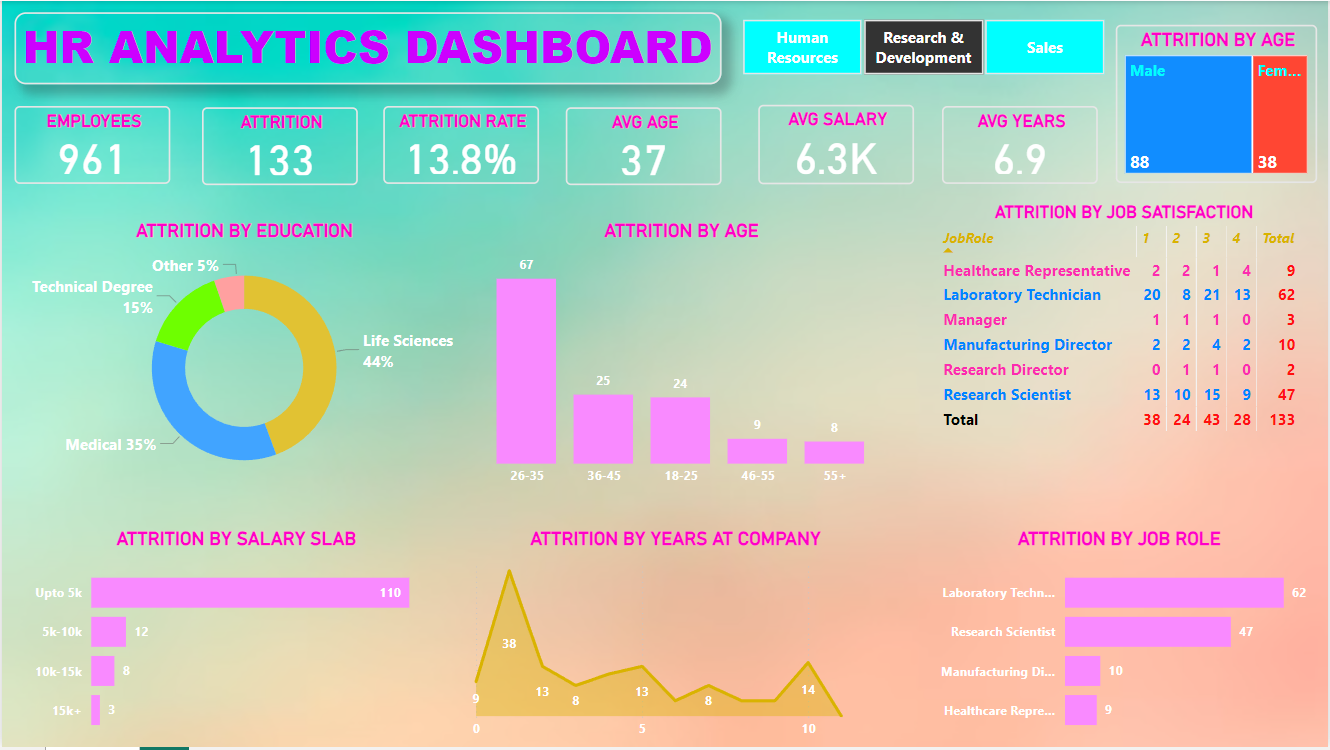 HR ANALYTICS DASHBOARD
Human
Resources
Research &
Development
Sales
ATTRITION BY AGE
Male
Fem...
88
38
EMPLOYEES
961
ATTRITION
133
ATTRITION RATE
13.8%
AVG AGE
37
AVG SALARY
6.3K
AVG YEARS
6.9
ATTRITION BY EDUCATION
Other 5%
Technical Degree
15%
Life Sciences
44%
Medical 35%
ATTRITION BY AGE
67
25
24
9
8
26-35 36-45 18-25 46-55 55+
ATTRITION BY JOB SATISFACTION
JobRole 1 2 3 4 Total
Healthcare Representative 2 2 1 4 9
Laboratory Technician 20 8 21 13 62
Manager 1 1 1 0 3
Manufacturing Director 2 2 4 2 10
Research Director 0 1 1 0 2
Research Scientist 13 10 15 9 47
Total 38 24 43 28 133
ATTRITION BY SALARY SLAB
Upto 5k 110
5k-10k 12
10k-15k 8
15k+ 3
ATTRITION BY YEARS AT COMPANY
9 38 13 8 13 8 14
0 5 10
ATTRITION BY JOB ROLE
Laboratory Techn... 62
Research Scientist 47
Manufacturing Di... 10
Healthcare Repre... 9